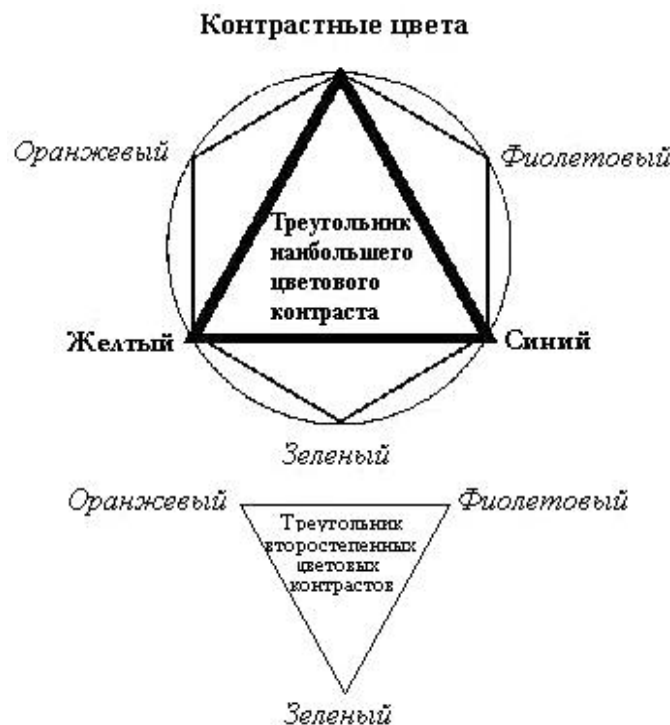 Контрастные цвета
Оранжевый
Фиолетовый
Треугольник
наибольшего
цветового
контраста
Желтый
Синий
Зеленый
Оранжевый
Фиолетовый
Треугольник
второстепенных
цветовых
контрастов
Зеленый